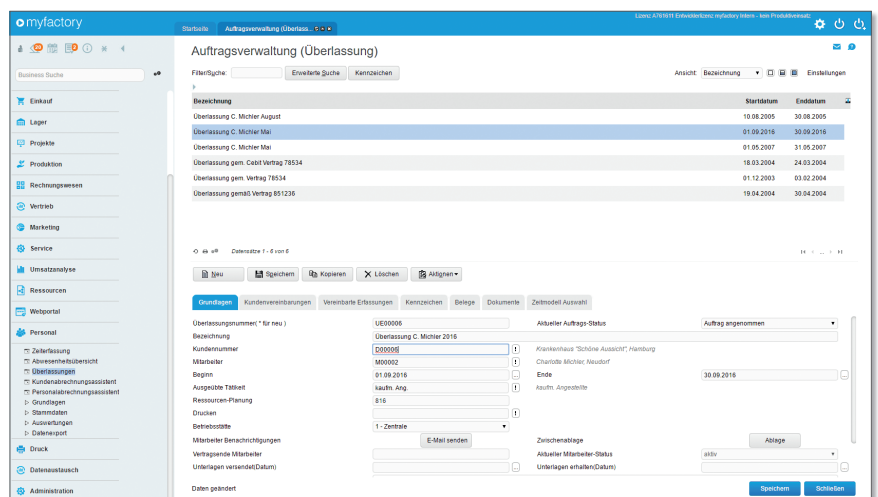 myfactory
Lizenz A761611 Entwicklerlizenz myfactory Intern - kein Produktiveinsatz
Startseite
Auftragsverwaltung (Überlass...
Auftragsverwaltung (Überlassung)
Business Suche
Filter/Suche:
Erweiterte Suche
Kennzeichen
Ansicht:
Bezeichnung
Einstellungen
Einkauf
Lager
Projekte
Produktion
Rechnungswesen
Vertrieb
Marketing
Service
Umsatzanalyse
Ressourcen
Webportal
Personal
Zeiterfassung
Abwesenheitsübersicht
Überlassungen
Kundenabrechnungsassistent
Personalabrechnungsassistent
Grundlagen
Stammdaten
Auswertungen
Datenexport
Druck
Datenaustausch
Administration
Bezeichnung Startdatum Enddatum
Überlassung C. Michler August 10.08.2005 30.08.2005
Überlassung C. Michler Mai 01.09.2016 30.09.2016
Überlassung C. Michler Mai 01.05.2007 31.05.2007
Überlassung gem. Cebit Vertrag 78534 18.03.2004 24.03.2004
Überlassung gem. Vertrag 78534 01.12.2003 03.02.2004
Überlassung gemäß Vertrag 851236 19.04.2004 30.04.2004
Datensätze 1 - 6 von 6
Neu
Speichern
Kopieren
Löschen
Aktionen
Grundlagen
Kundenvereinbarungen
Vereinbarte Erfassungen
Kennzeichen
Belege
Dokumente
Zeitmodell Auswahl
Überlassungsnummer( * für neu ) UE00006 Aktueller Auftrags-Status Auftrag angenommen
Bezeichnung Überlassung C. Michler 2016
Kundennummer D00006 Krankenhaus "Schöne Aussicht", Hamburg
Mitarbeiter M00002 Charlotte Michler, Neudorf
Beginn 01.09.2016 Ende 30.09.2016
Ausgeübte Tätikeit kaufm. Ang. kaufm. Angestellte
Ressourcen-Planung 816
Drucken
Betriebsstätte 1 - Zentrale
Mitarbeiter Benachrichtigungen E-Mail senden Zwischenablage Ablage
Vertragsende Mitarbeiter Aktueller Mitarbeiter-Status aktiv
Unterlagen versendet(Datum) Unterlagen erhalten(Datum)
Daten geändert
Speichern
Schließen